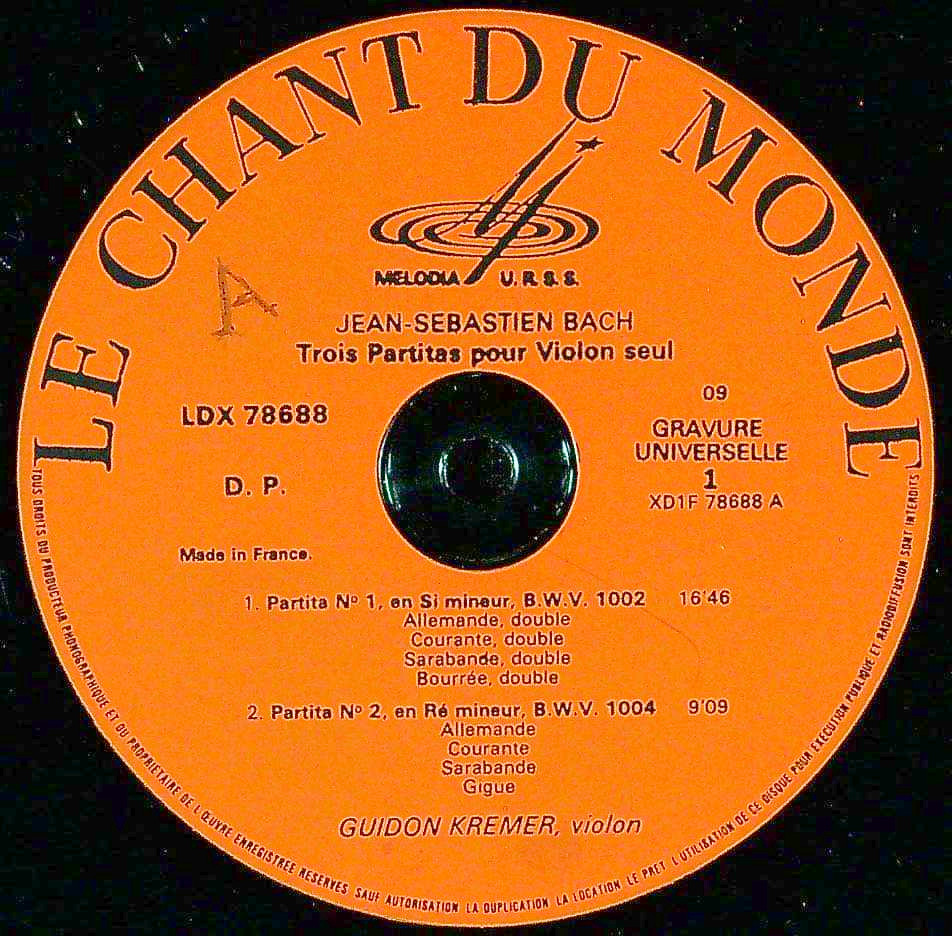 LE CHANT DU MONDE
MELODIA U.R.S.S.
A
JEAN-SEBASTIEN BACH
Trois Partitas pour Violon seul
LDX 78688
D. P.
Made in France.
09
GRAVURE
UNIVERSELLE
1
XD1F 78688 A
1. Partita Nº 1, en Si mineur, B.W.V. 1002 16'46
Allemande, double
Courante, double
Sarabande, double
Bourrée, double
2. Partita Nº 2, en Ré mineur, B.W.V. 1004 9'09
Allemande
Courante
Sarabande
Gigue
GUIDON KREMER, violon
TOUS DROITS DU PRODUCTEUR PHONOGRAPHIQUE ET DU PROPRIETAIRE DE L'ŒUVRE ENREGISTREE RESERVES SAUF AUTORISATION LA DUPLICATION LA LOCATION LE PRET L'UTILISATION DE CE DISQUE POUR EXECUTION PUBLIQUE ET RADIODIFFUSION SONT INTERDITS